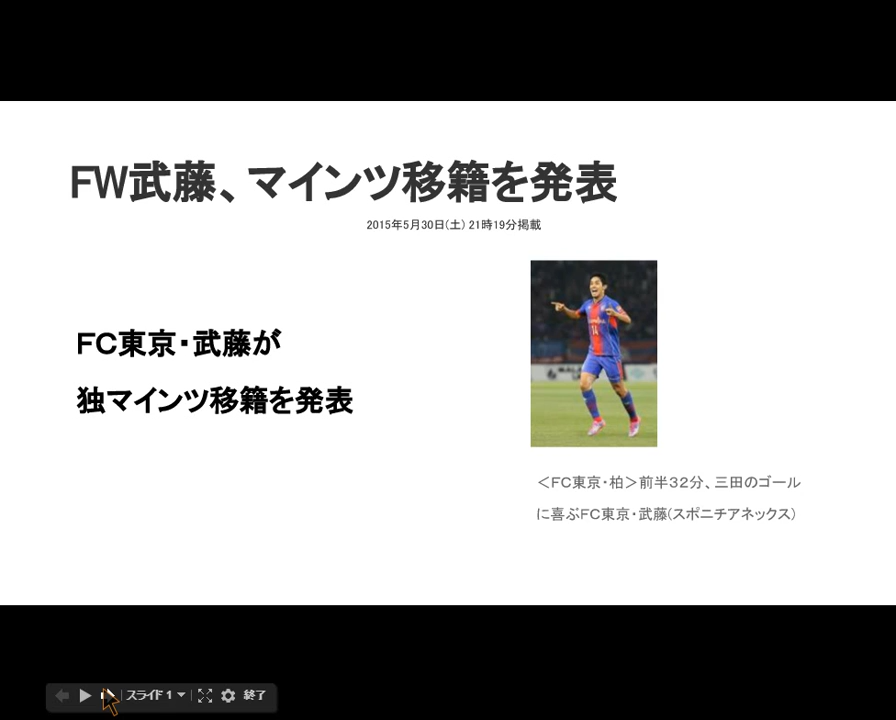 FW武藤、マインツ移籍を発表
2015年5月30日(土) 21時19分掲載
FC東京・武藤が
独マインツ移籍を発表
＜FC東京・柏＞前半32分、三田のゴール
に喜ぶFC東京・武藤(スポニチアネックス)
スライド 1
終了